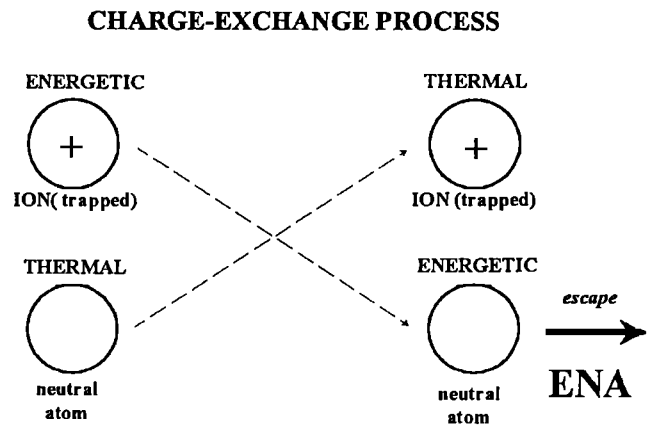 CHARGE-EXCHANGE PROCESS
ENERGETIC
+
ION( trapped)
THERMAL
+
ION (trapped)
THERMAL
neutral
atom
ENERGETIC
neutral
atom
escape
ENA